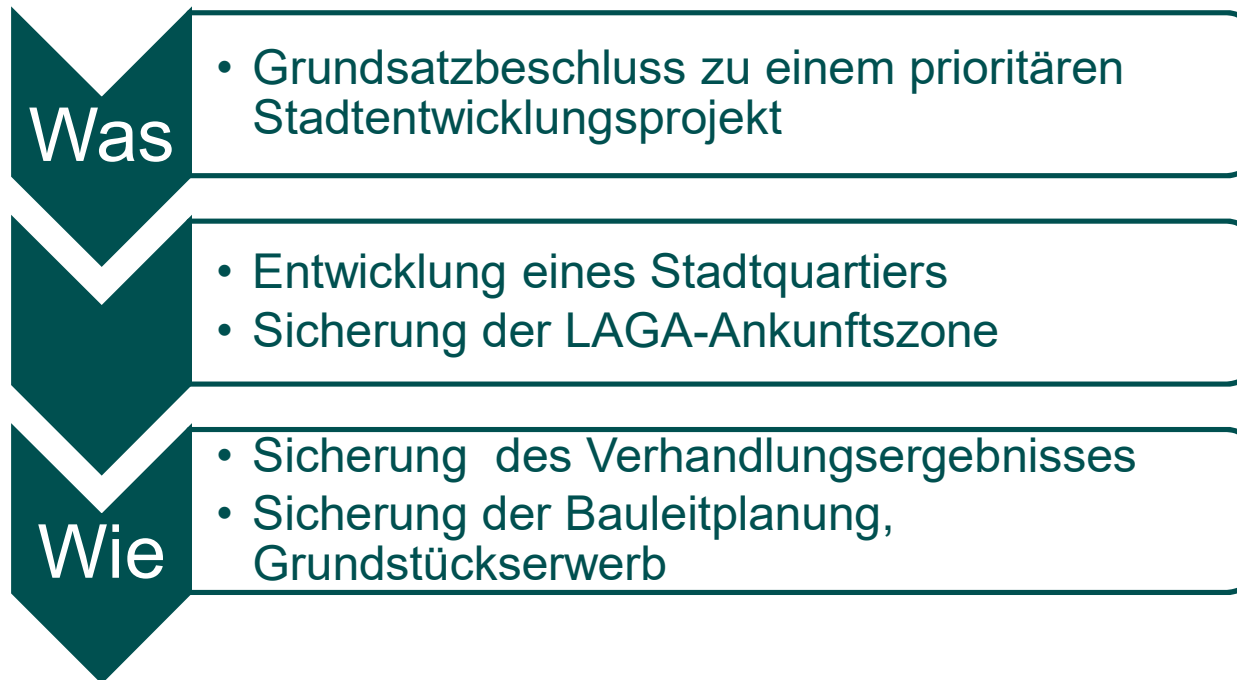 Was
• Grundsatzbeschluss zu einem prioritären
Stadtentwicklungsprojekt
• Entwicklung eines Stadtquartiers
• Sicherung der LAGA-Ankunftszone
Wie
• Sicherung  des Verhandlungsergebnisses
• Sicherung der Bauleitplanung,
Grundstückserwerb